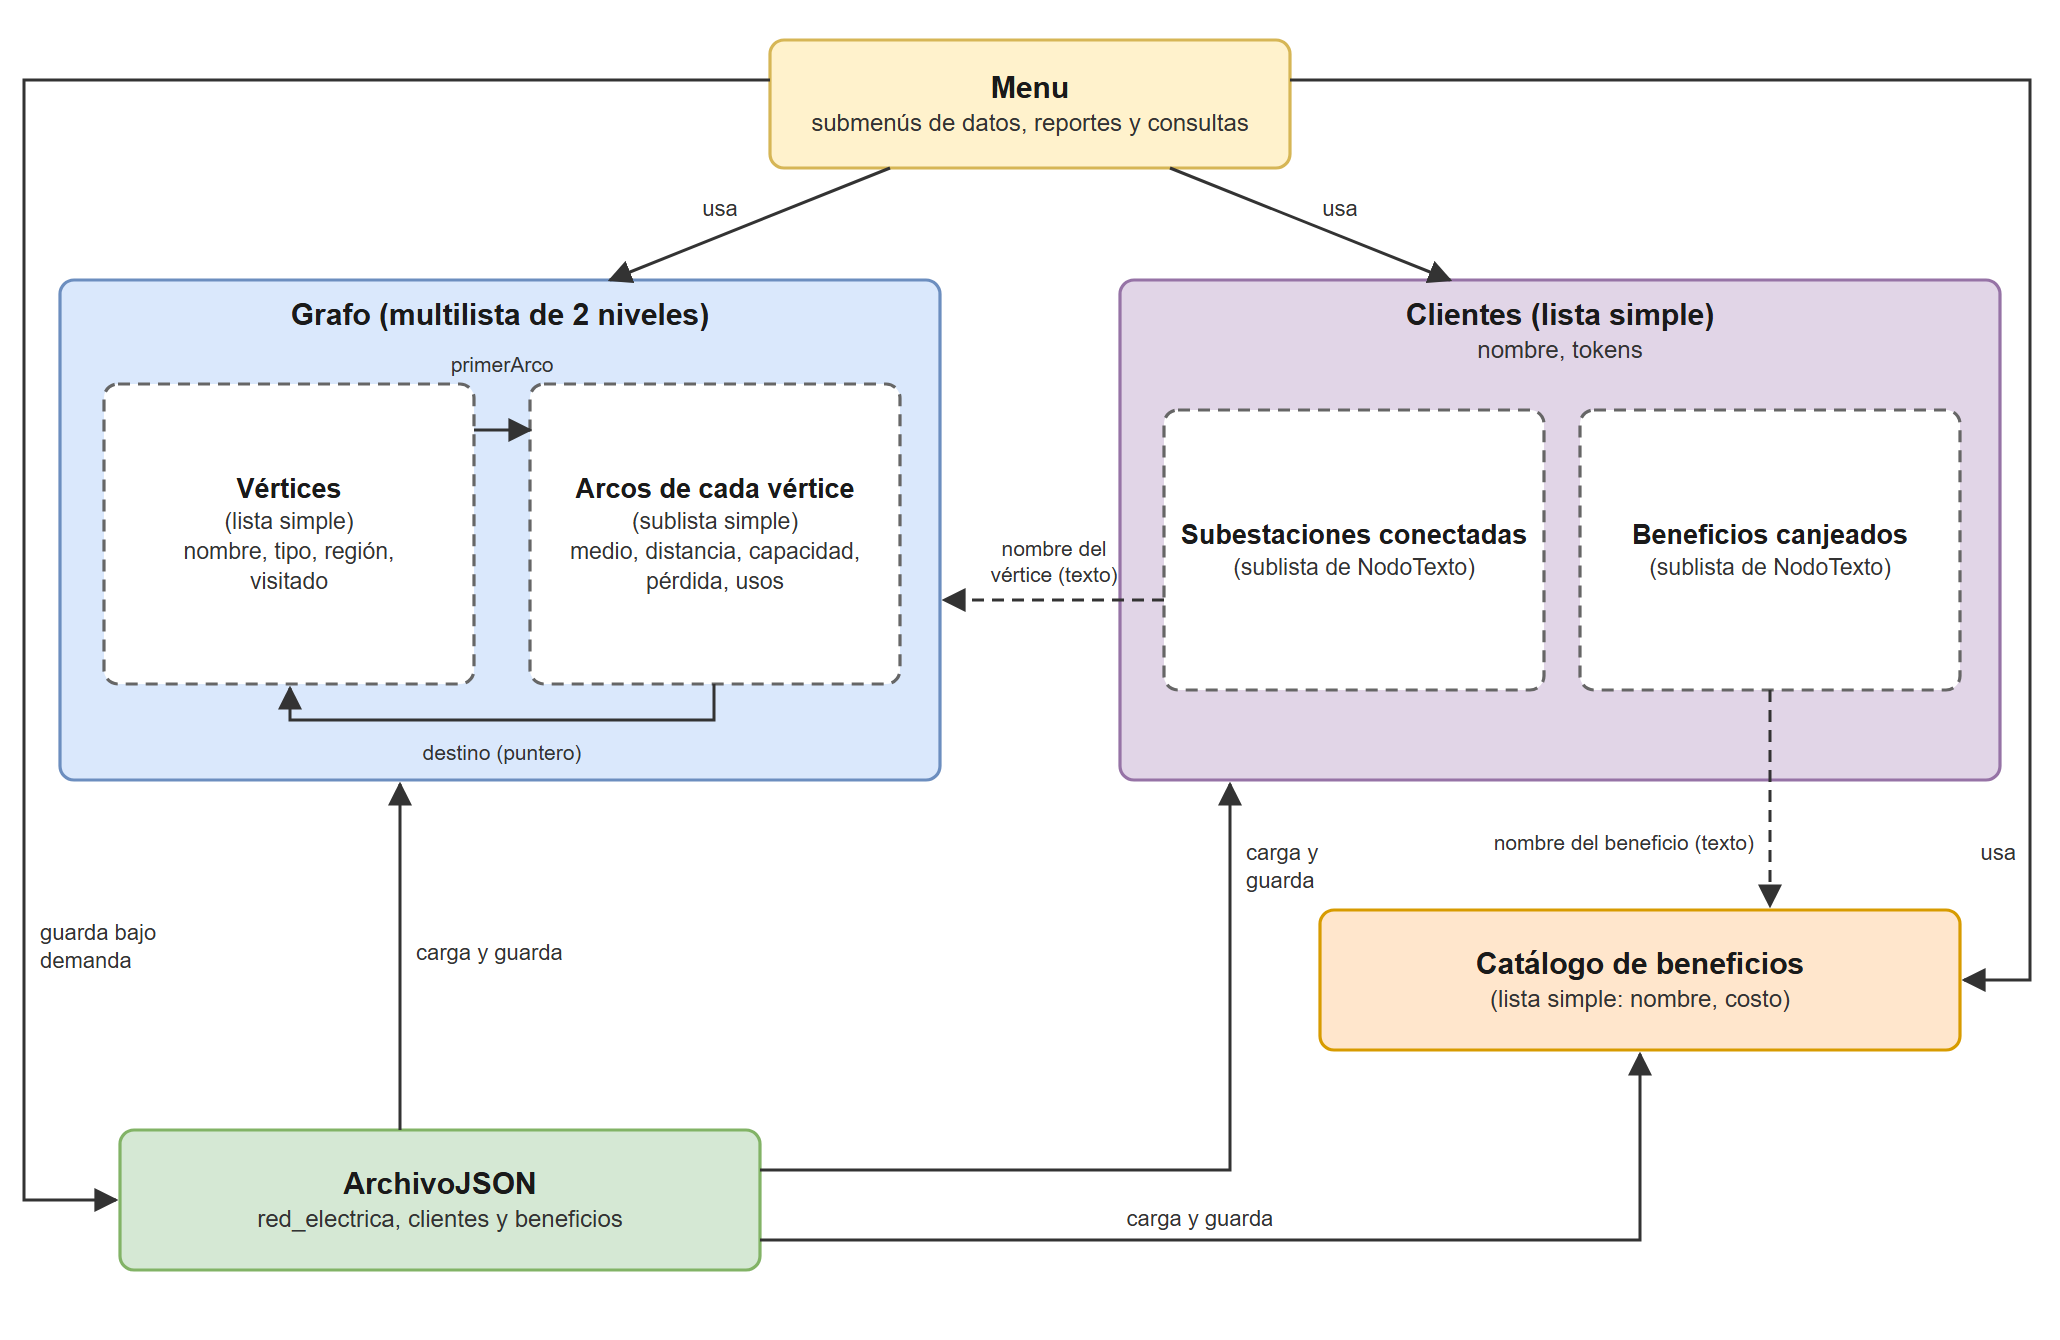 Menu
submenús de datos, reportes y consultas
usa
usa
Grafo (multilista de 2 niveles)
primerArco
Vértices
(lista simple)
nombre, tipo, región,
visitado
Arcos de cada vértice
(sublista simple)
medio, distancia, capacidad,
pérdida, usos
destino (puntero)
nombre del
vértice (texto)
Clientes (lista simple)
nombre, tokens
Subestaciones conectadas
(sublista de NodoTexto)
Beneficios canjeados
(sublista de NodoTexto)
nombre del beneficio (texto)
usa
carga y
guarda
guarda bajo
demanda
carga y guarda
Catálogo de beneficios
(lista simple: nombre, costo)
ArchivoJSON
red_electrica, clientes y beneficios
carga y guarda